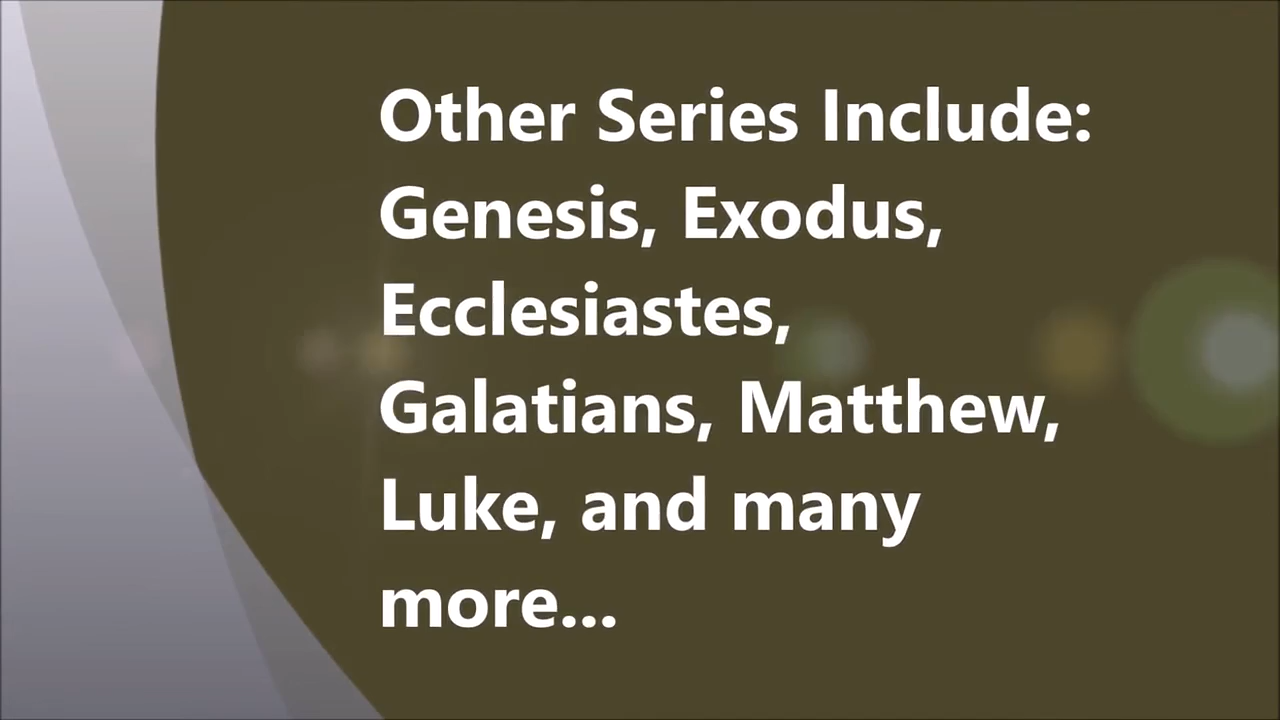 Other Series Include:
Genesis, Exodus,
Ecclesiastes,
Galatians, Matthew,
Luke, and many
more...